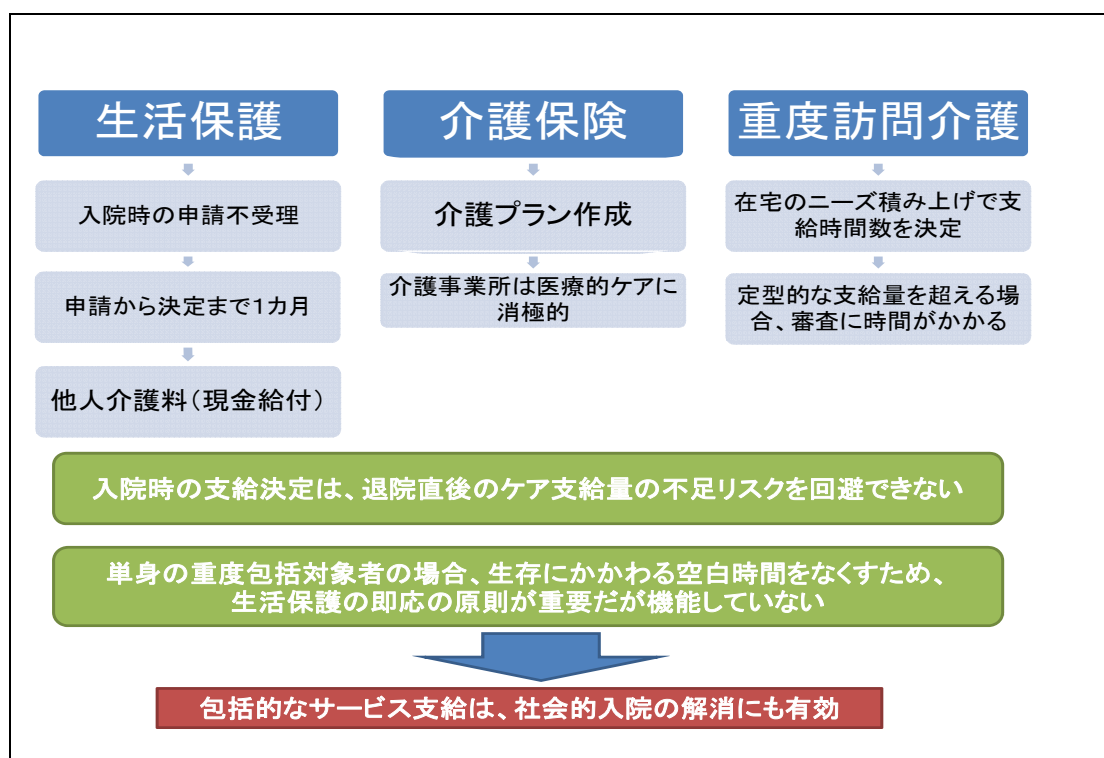 生活保護
入院時の申請不受理
申請から決定まで1カ月
他人介護料(現金給付)
介護保険
介護プラン作成
介護事業所は医療的ケアに
消極的
重度訪問介護
在宅のニーズ積み上げで支
給時間数を決定
定型的な支給量を超える場
合、審査に時間がかかる
入院時の支給決定は、退院直後のケア支給量の不足リスクを回避できない
単身の重度包括対象者の場合、生存にかかわる空白時間をなくすため、
生活保護の即応の原則が重要だが機能していない
包括的なサービス支給は、社会的入院の解消にも有効